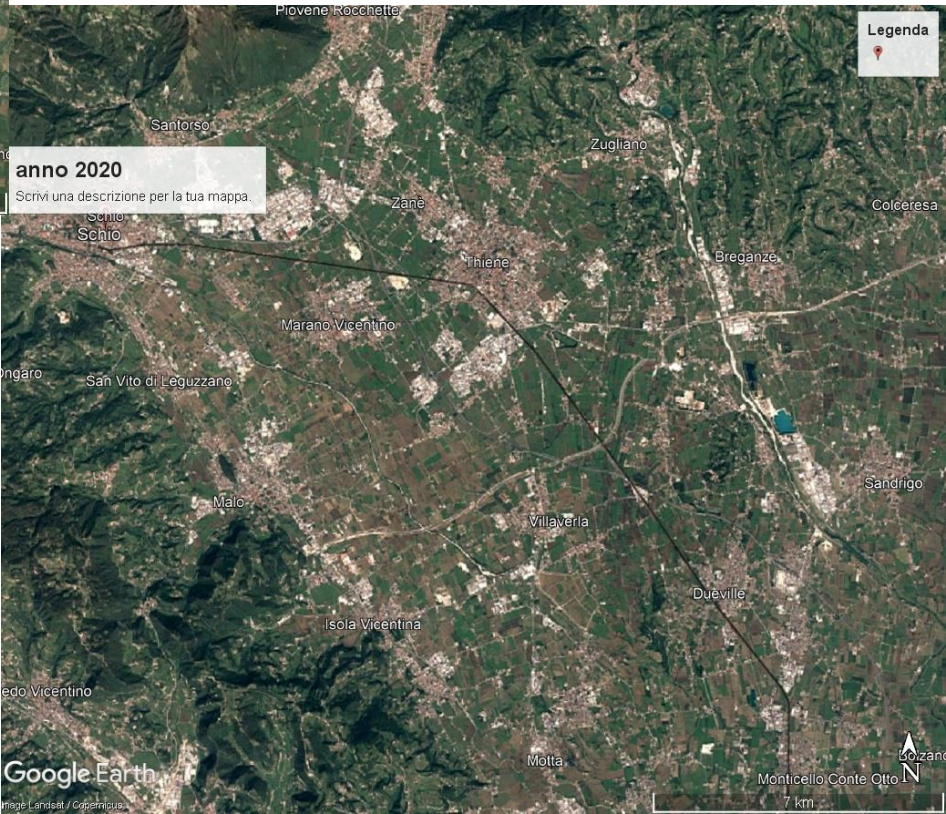 Piovene Rocchette
Legenda
Santorso
Zugliano
anno 2020
Scrivi una descrizione per la tua mappa.
Zanè
Colceresa
Schio
Schio
Thiene
Breganze
Marano Vicentino
ongaro
San Vito di Leguzzano
Sandrigo
Malo
Villaverla
Dueville
Isola Vicentina
edo Vicentino
Motta
Bolzano
Google Earth
Monticello Conte Otto
N
Image Landsat / Copernicus
7 km